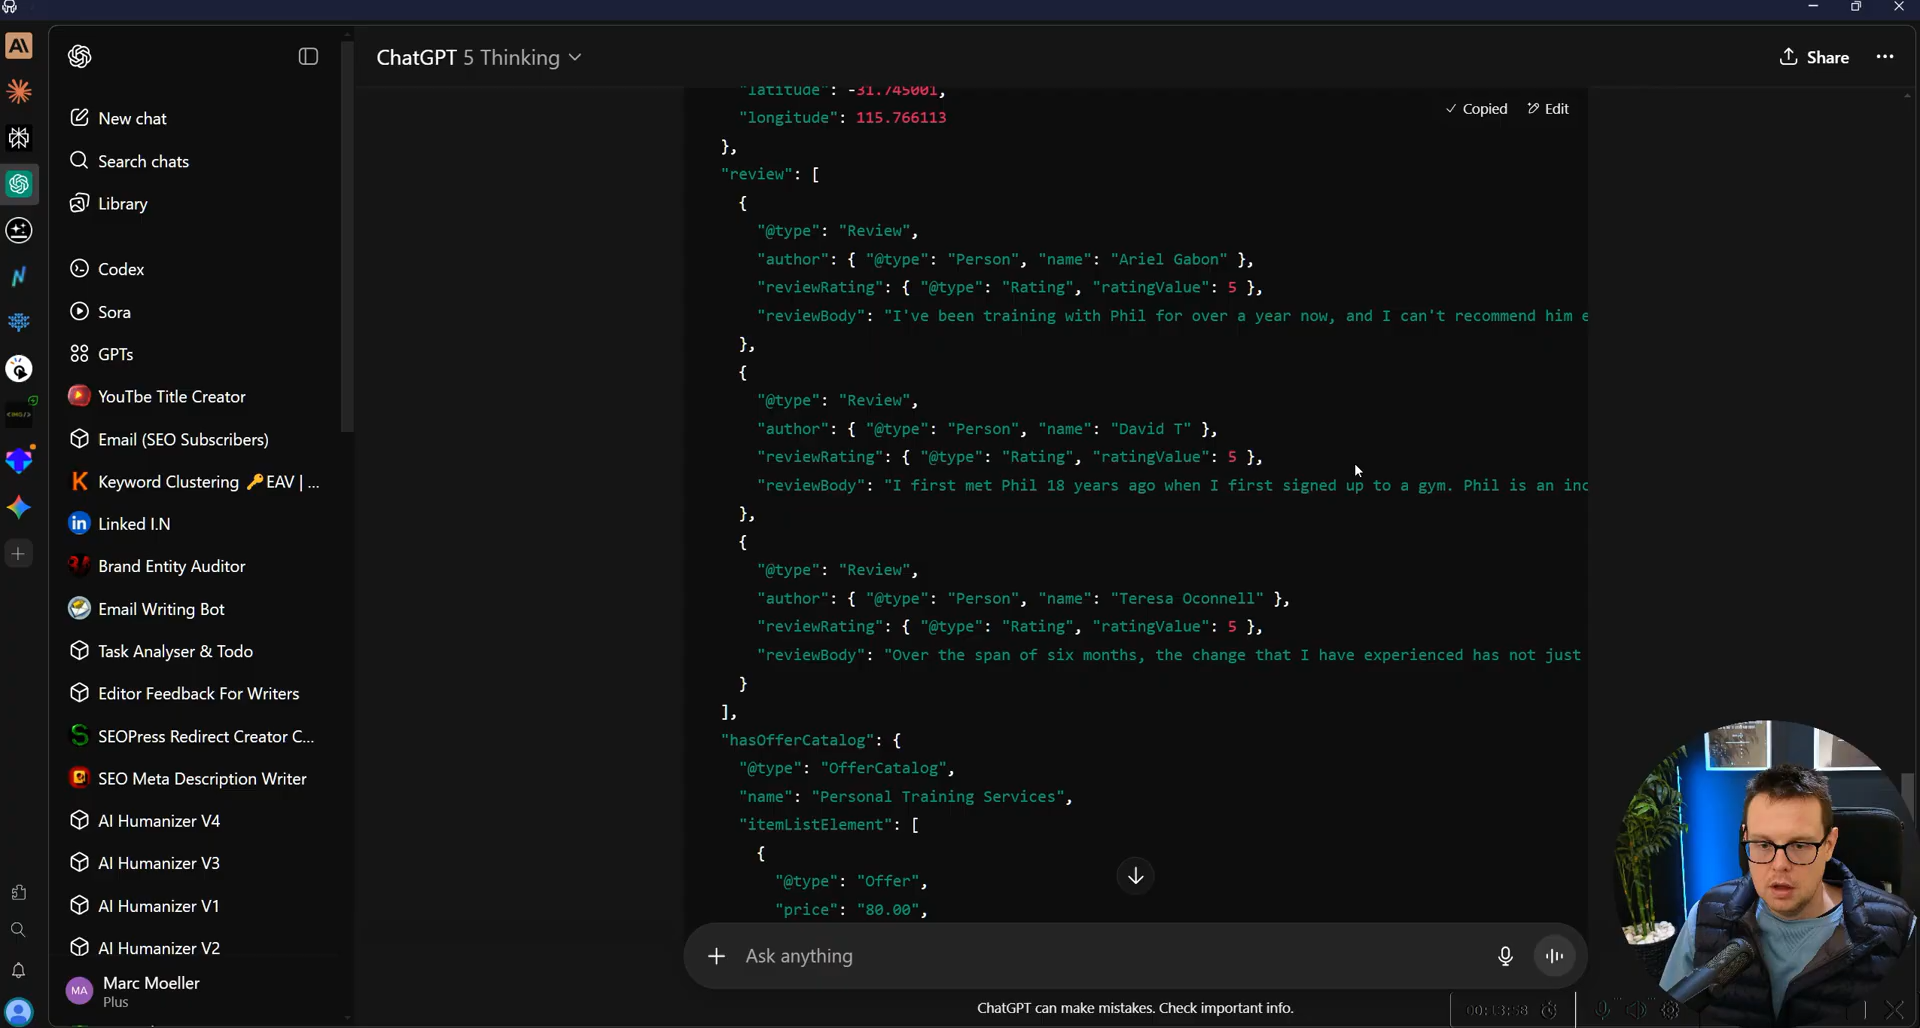 ChatGPT 5 Thinking
Share
New chat
Search chats
Library
Codex
Sora
GPTs
YouTbe Title Creator
Email (SEO Subscribers)
Keyword Clustering 🔑EAV | ...
Linked I.N
Brand Entity Auditor
Email Writing Bot
Task Analyser & Todo
Editor Feedback For Writers
SEOPress Redirect Creator C...
SEO Meta Description Writer
AI Humanizer V4
AI Humanizer V3
AI Humanizer V1
AI Humanizer V2
MA
Marc Moeller
Plus
Copied
Edit
"latitude": -31.745001,
"longitude": 115.766113
},
"review": [
{
"@type": "Review",
"author": { "@type": "Person", "name": "Ariel Gabon" },
"reviewRating": { "@type": "Rating", "ratingValue": 5 },
"reviewBody": "I've been training with Phil for over a year now, and I can't recommend him e
},
{
"@type": "Review",
"author": { "@type": "Person", "name": "David T" },
"reviewRating": { "@type": "Rating", "ratingValue": 5 },
"reviewBody": "I first met Phil 18 years ago when I first signed up to a gym. Phil is an inc
},
{
"@type": "Review",
"author": { "@type": "Person", "name": "Teresa Oconnell" },
"reviewRating": { "@type": "Rating", "ratingValue": 5 },
"reviewBody": "Over the span of six months, the change that I have experienced has not just
}
],
"hasOfferCatalog": {
"@type": "OfferCatalog",
"name": "Personal Training Services",
"itemListElement": [
{
"@type": "Offer",
"price": "80.00",
Ask anything
ChatGPT can make mistakes. Check important info.
00:13:58